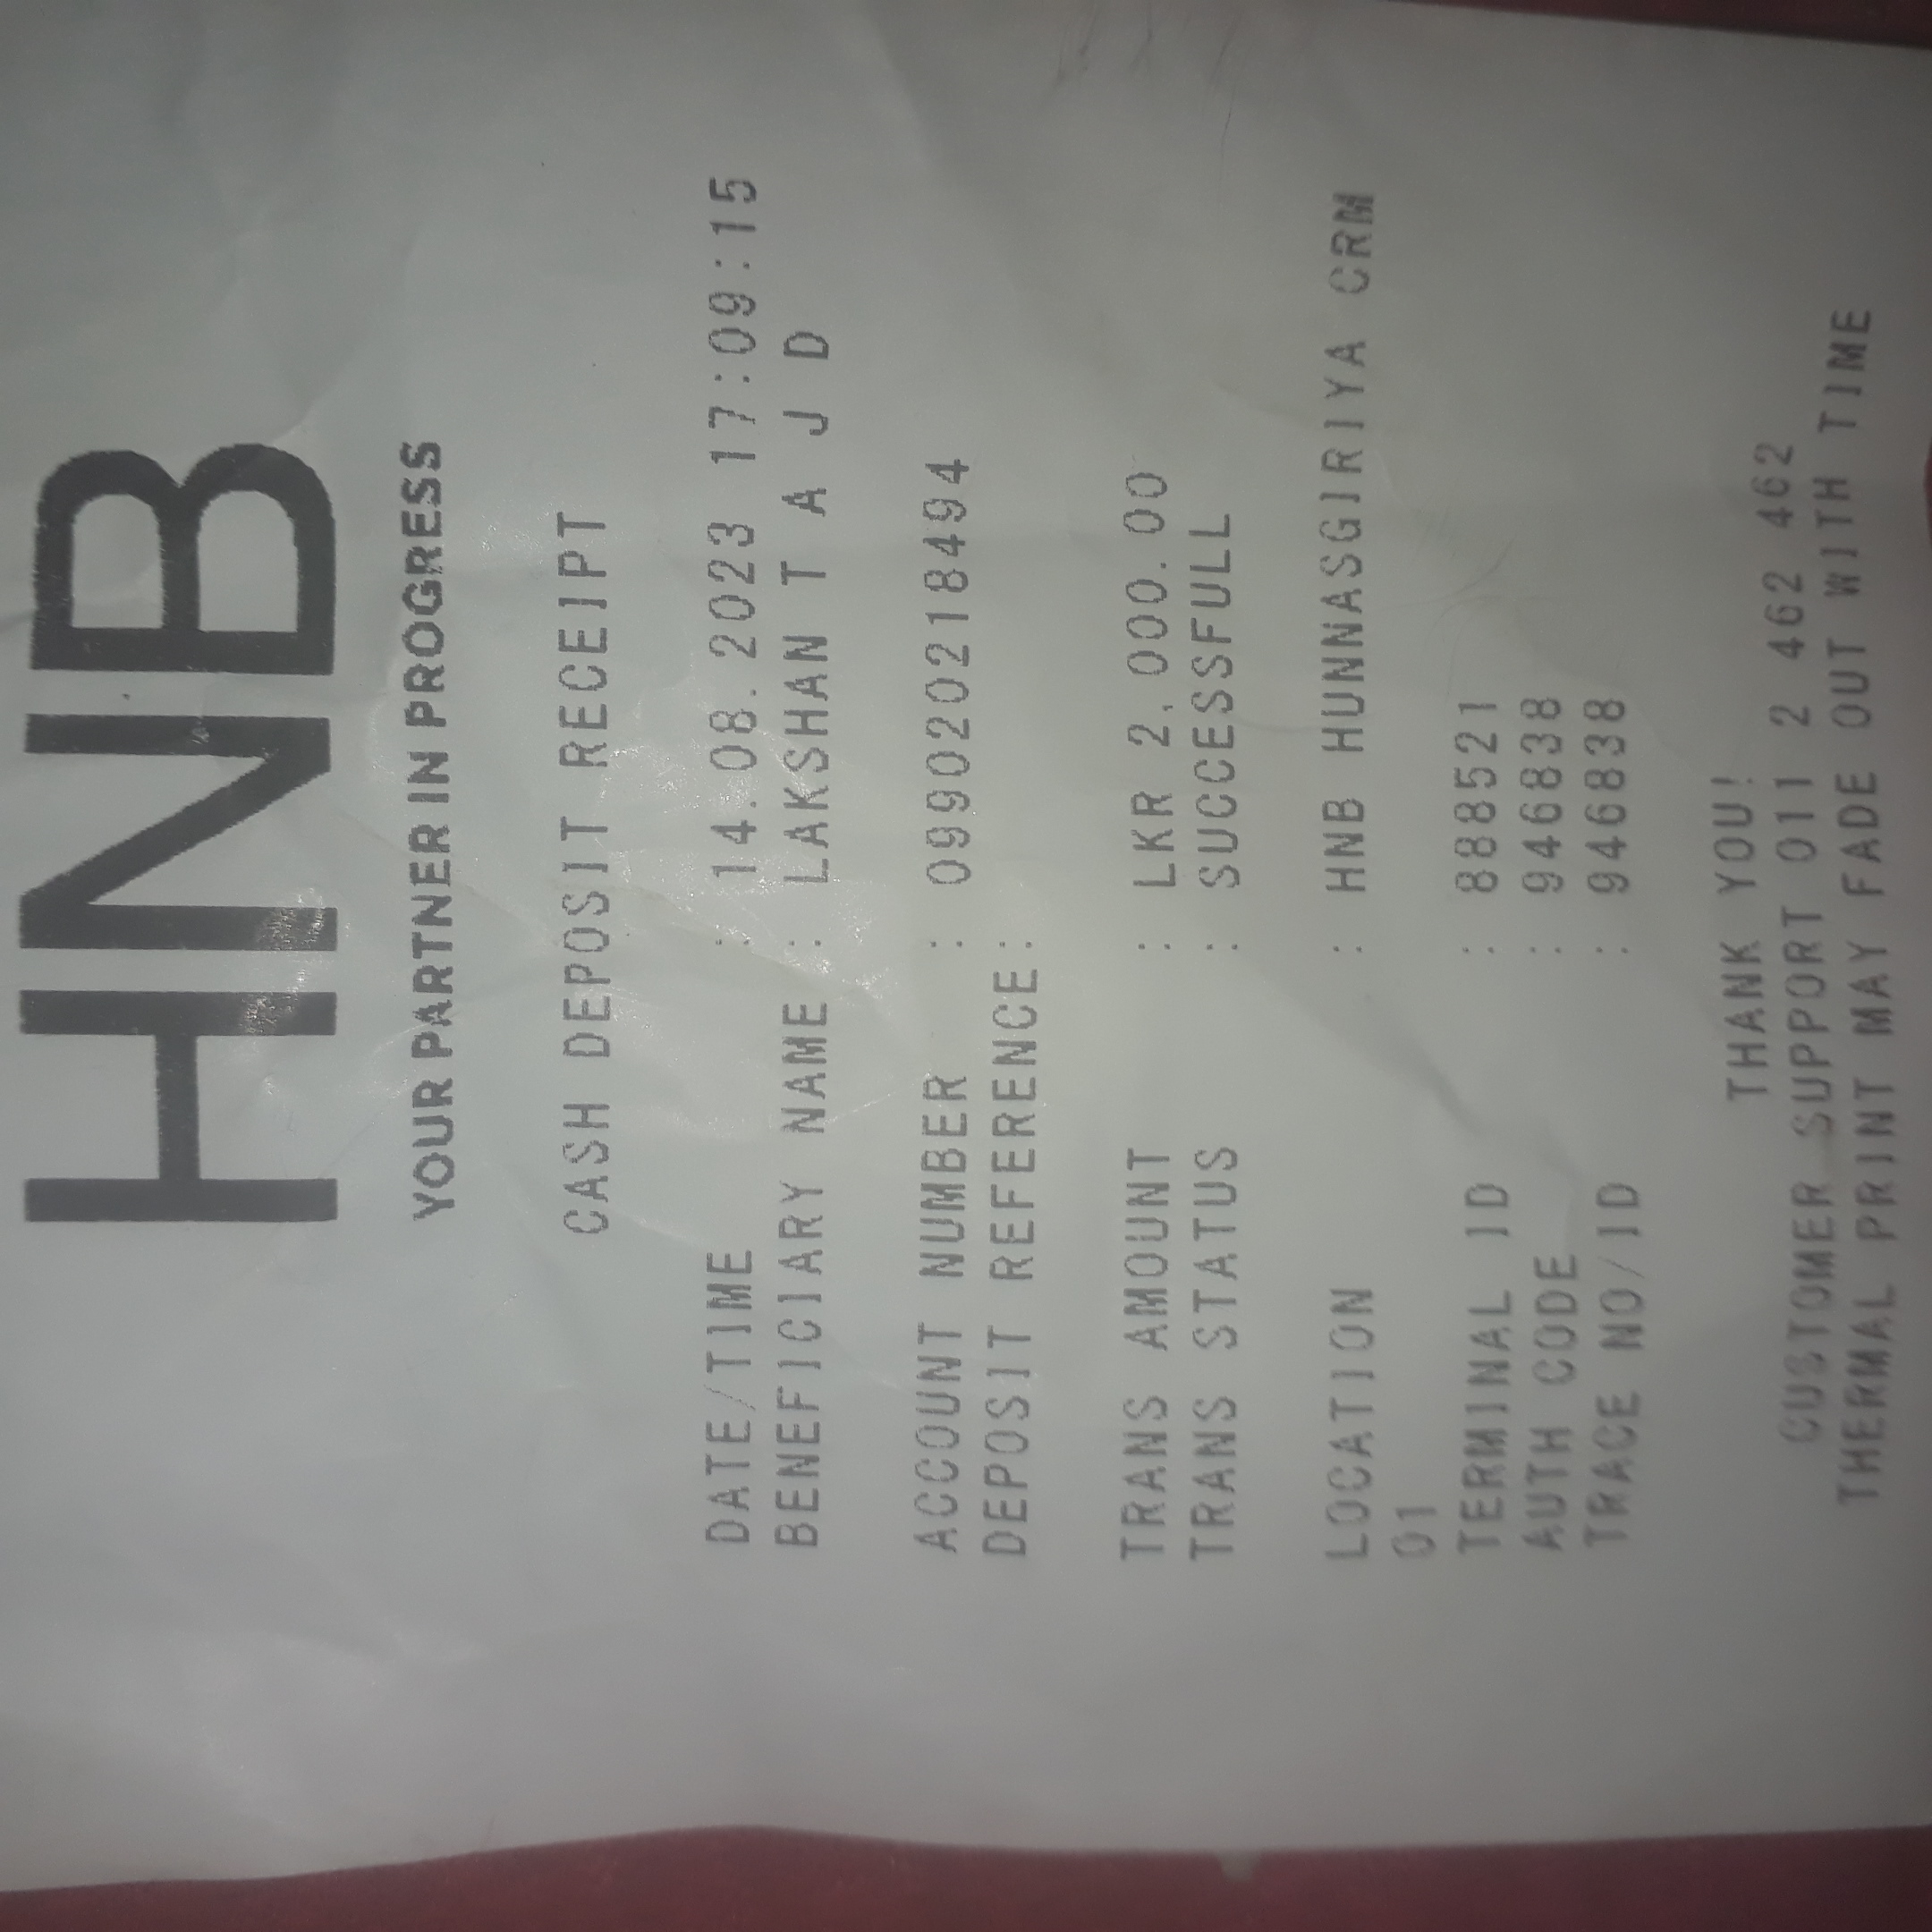 HNB
YOUR PARTNER IN PROGRESS
CASH DEPOSIT RECEIPT
DATE/TIME : 14.08.2023 17:09:15
BENEFICIARY NAME : LAKSHAN T A J D
ACCOUNT NUMBER : 099020218494
DEPOSIT REFERENCE:
TRANS AMOUNT : LKR 2,000.00
TRANS STATUS : SUCCESSFULL
LOCATION : HNB HUNNASGIRIYA CRM
01
TERMINAL ID : 888521
AUTH CODE : 946838
TRACE NO/ID : 946838
THANK YOU!
CUSTOMER SUPPORT 011 2 462 462
THERMAL PRINT MAY FADE OUT WITH TIME